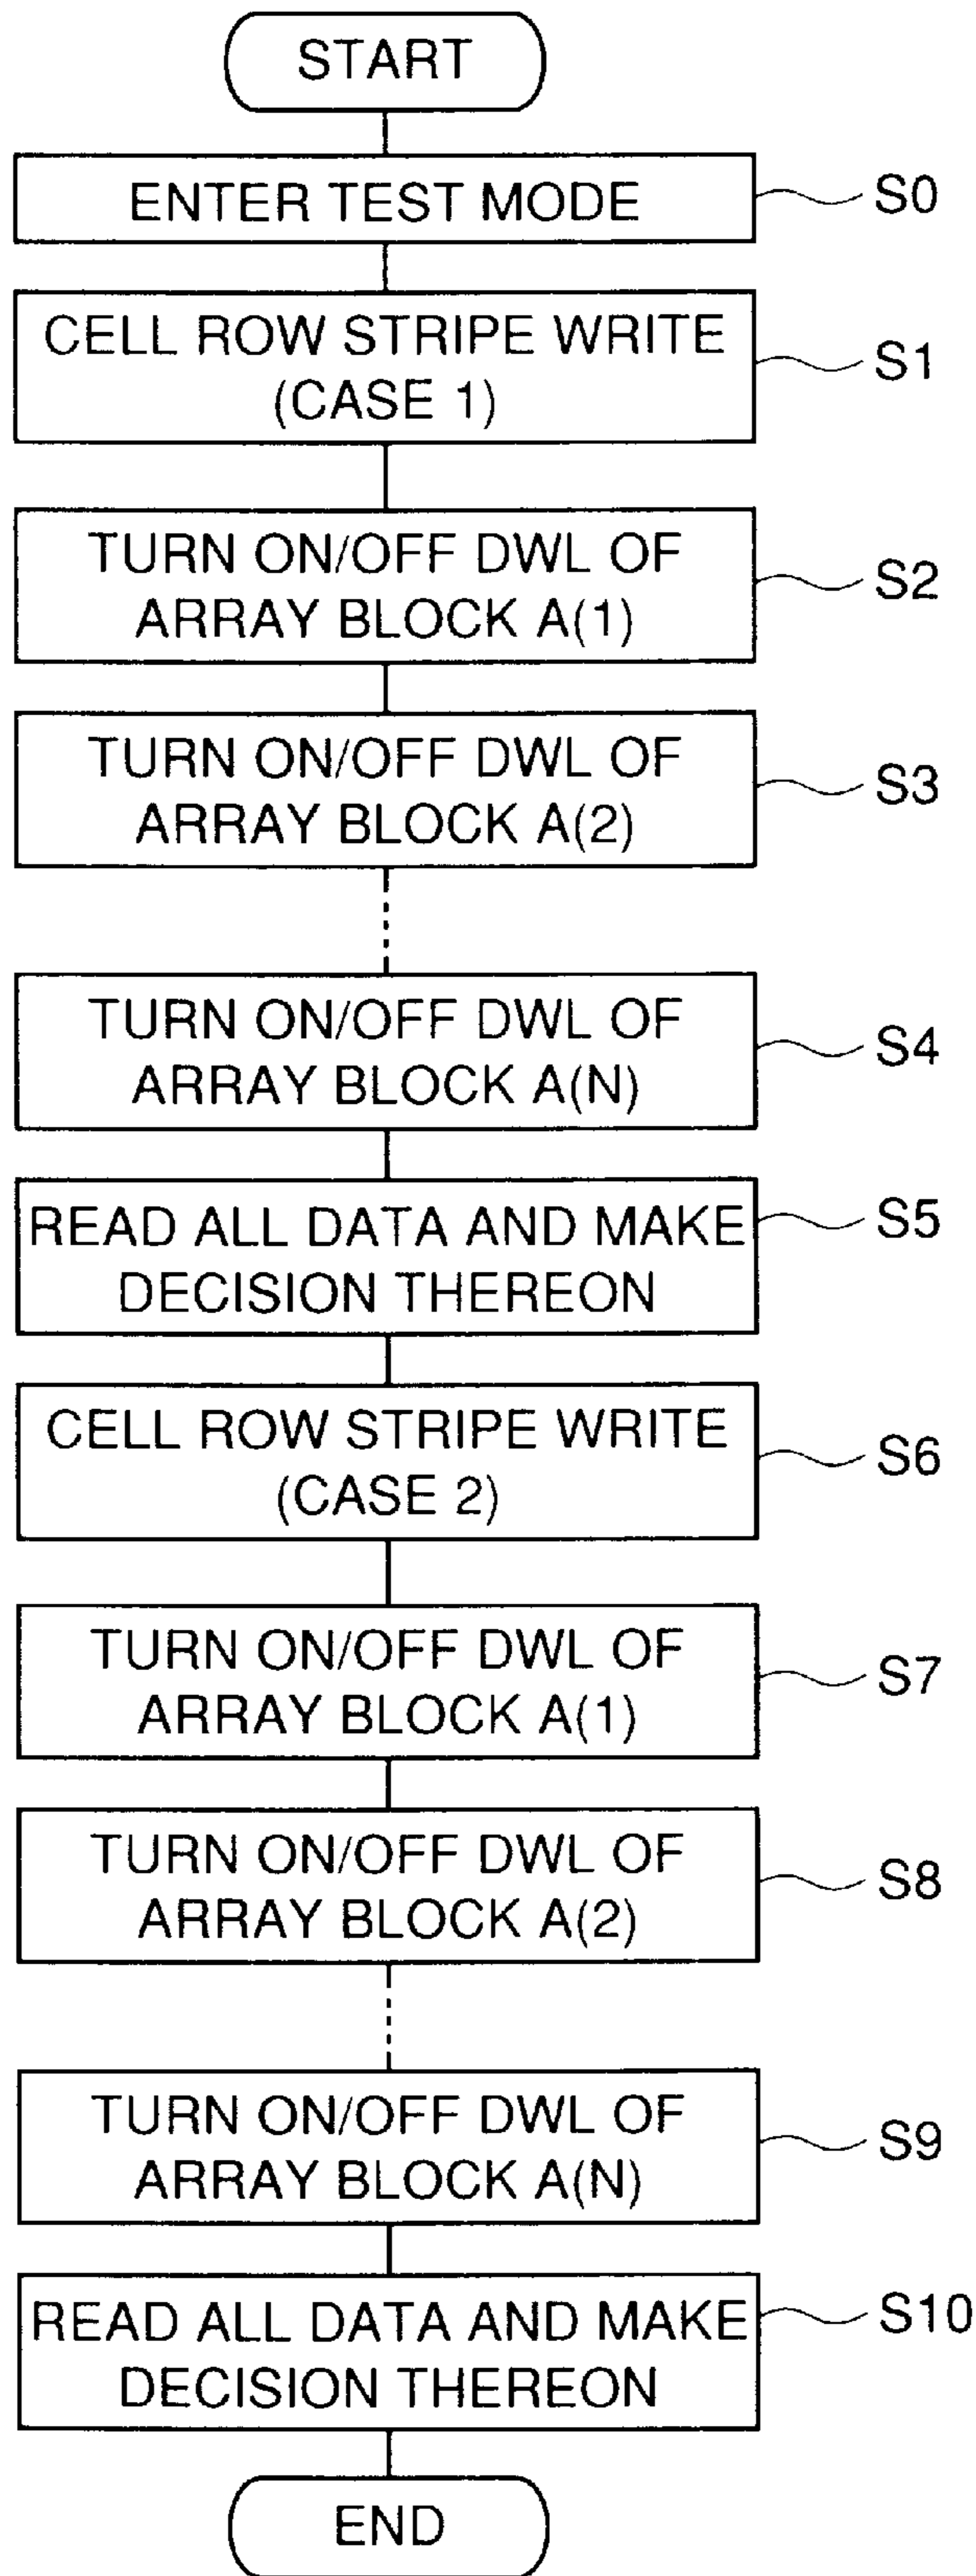 START
ENTER TEST MODE
S0
CELL ROW STRIPE WRITE
(CASE 1)
S1
TURN ON/OFF DWL OF
ARRAY BLOCK A(1)
S2
TURN ON/OFF DWL OF
ARRAY BLOCK A(2)
S3
TURN ON/OFF DWL OF
ARRAY BLOCK A(N)
S4
READ ALL DATA AND MAKE
DECISION THEREON
S5
CELL ROW STRIPE WRITE
(CASE 2)
S6
TURN ON/OFF DWL OF
ARRAY BLOCK A(1)
S7
TURN ON/OFF DWL OF
ARRAY BLOCK A(2)
S8
TURN ON/OFF DWL OF
ARRAY BLOCK A(N)
S9
READ ALL DATA AND MAKE
DECISION THEREON
S10
END